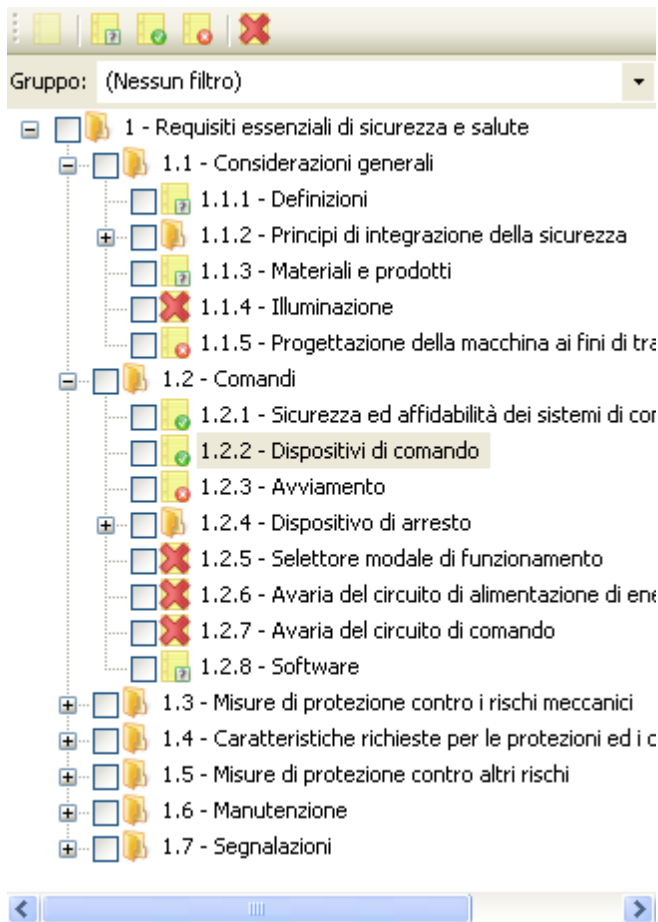 Gruppo: (Nessun filtro)
1 - Requisiti essenziali di sicurezza e salute
1.1 - Considerazioni generali
1.1.1 - Definizioni
1.1.2 - Principi di integrazione della sicurezza
1.1.3 - Materiali e prodotti
1.1.4 - Illuminazione
1.1.5 - Progettazione della macchina ai fini di tra
1.2 - Comandi
1.2.1 - Sicurezza ed affidabilità dei sistemi di con
1.2.2 - Dispositivi di comando
1.2.3 - Avviamento
1.2.4 - Dispositivo di arresto
1.2.5 - Selettore modale di funzionamento
1.2.6 - Avaria del circuito di alimentazione di ene
1.2.7 - Avaria del circuito di comando
1.2.8 - Software
1.3 - Misure di protezione contro i rischi meccanici
1.4 - Caratteristiche richieste per le protezioni ed i d
1.5 - Misure di protezione contro altri rischi
1.6 - Manutenzione
1.7 - Segnalazioni